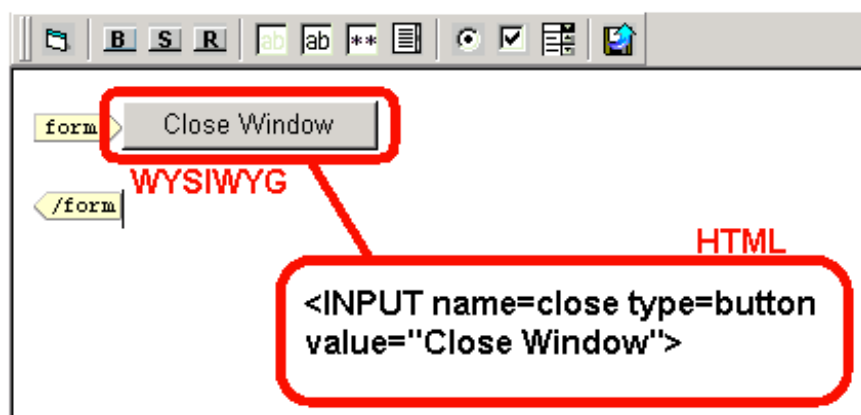 B S R ab ab **
form Close Window
WYSIWYG
/form
HTML
<INPUT name=close type=button
value="Close Window">